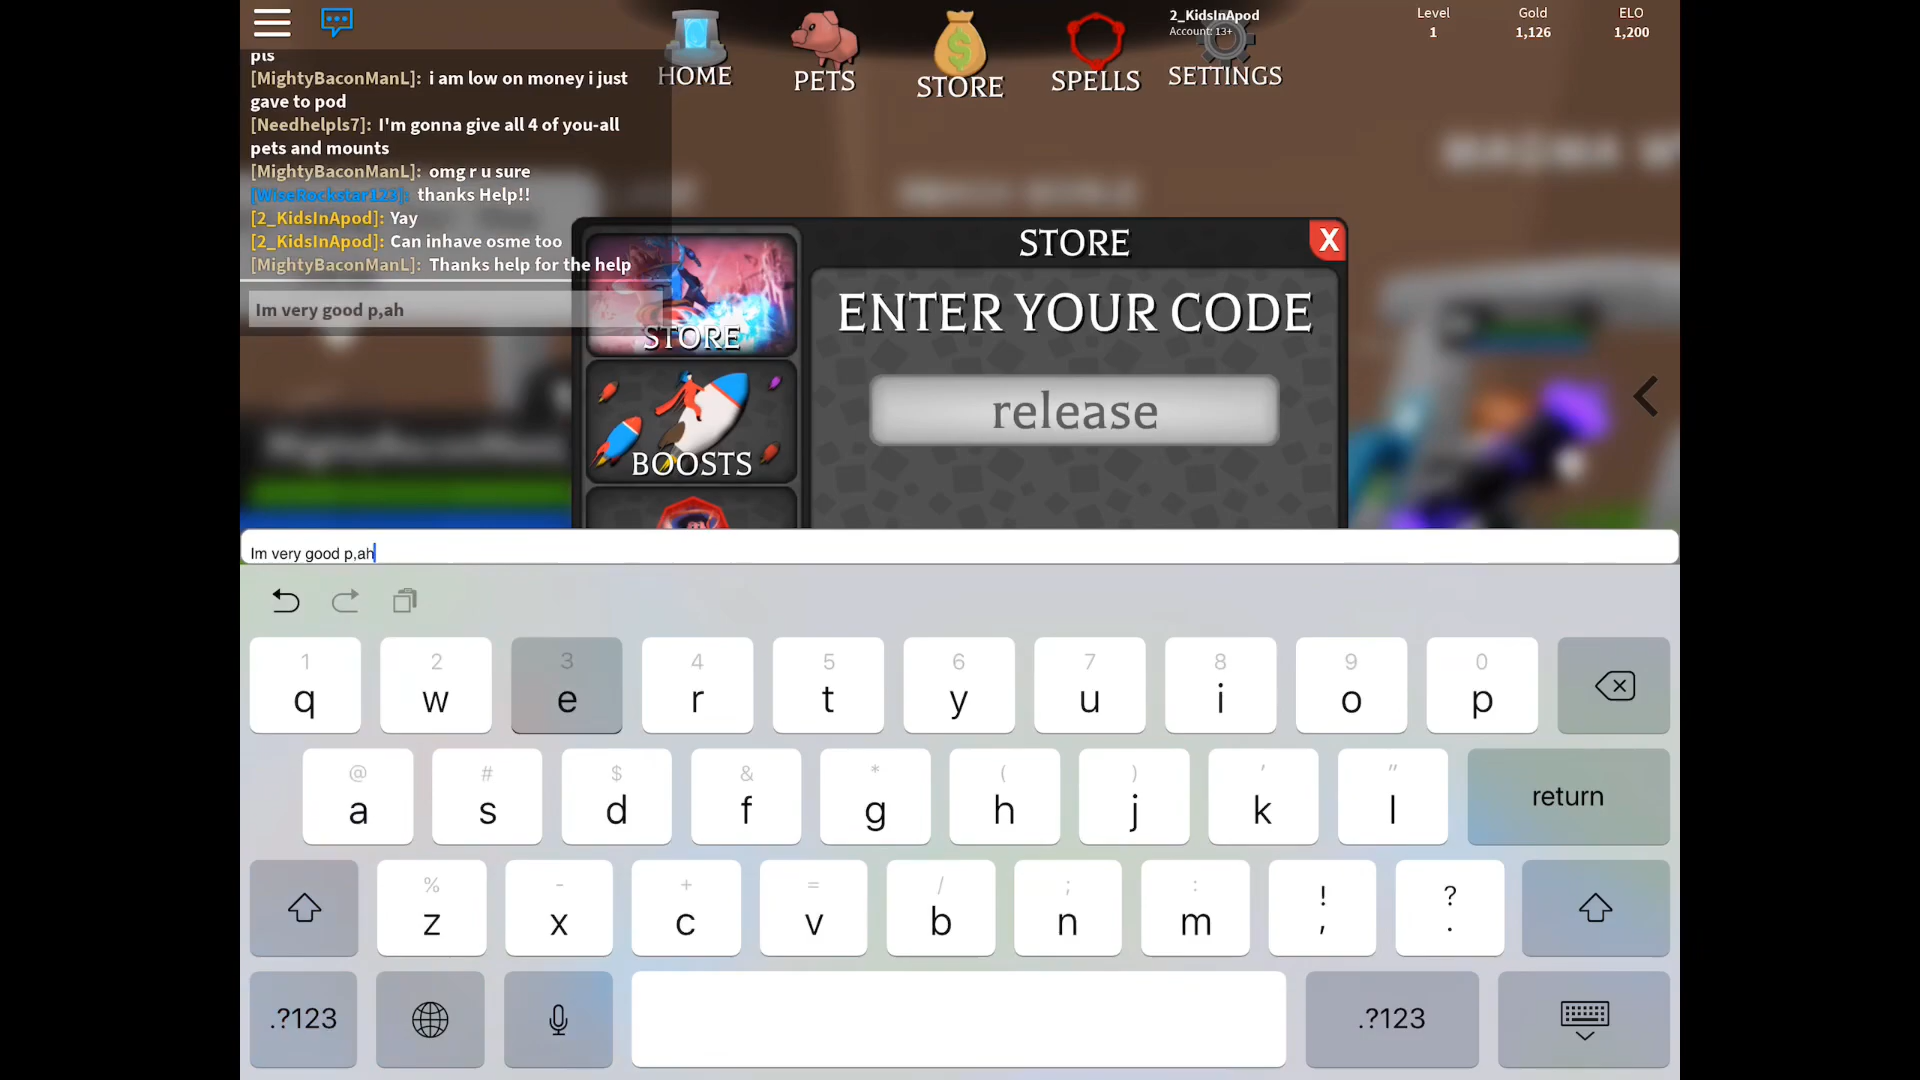 2_KidsInApod
Account: 13+
Level
1
Gold
1,126
ELO
1,200
HOME
PETS
STORE
SPELLS
SETTINGS
pls
[MightyBaconManL]: i am low on money i just
gave to pod
[Needhelpls7]: I'm gonna give all 4 of you-all
pets and mounts
[MightyBaconManL]: omg r u sure
[WiseRockstar123]: thanks Help!!
[2_KidsInApod]: Yay
[2_KidsInApod]: Can inhave osme too
[MightyBaconManL]: Thanks help for the help
Im very good p,ah
STORE
X
ENTER YOUR CODE
release
STORE
BOOSTS
MightyBaconManL
Im very good p,ah
1 2 3 4 5 6 7 8 9 0
q w e r t y u i o p
@ # $ & * ( ) ' "
a s d f g h j k l return
% - + = / ; : ! ?
z x c v b n m , .
.?123 .?123